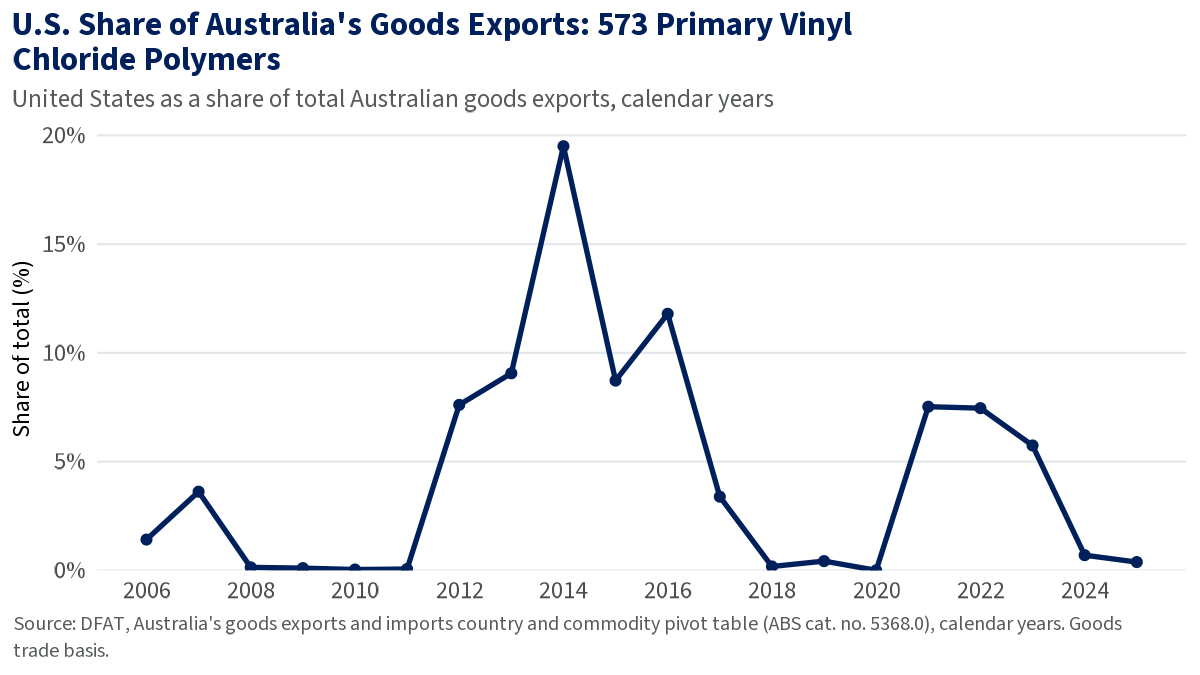 U.S. Share of Australia's Goods Exports: 573 Primary Vinyl
Chloride Polymers
United States as a share of total Australian goods exports, calendar years
Share of total (%)
20%
15%
10%
5%
0%
2006 2008 2010 2012 2014 2016 2018 2020 2022 2024
Source: DFAT, Australia's goods exports and imports country and commodity pivot table (ABS cat. no. 5368.0), calendar years. Goods
trade basis.